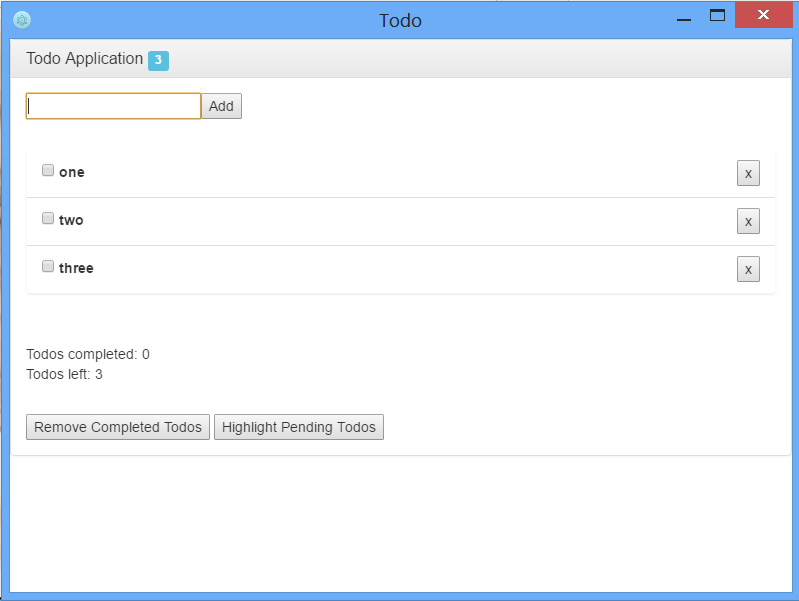 Todo
Todo Application 3
Add
one x
two x
three x
Todos completed: 0
Todos left: 3
Remove Completed Todos Highlight Pending Todos